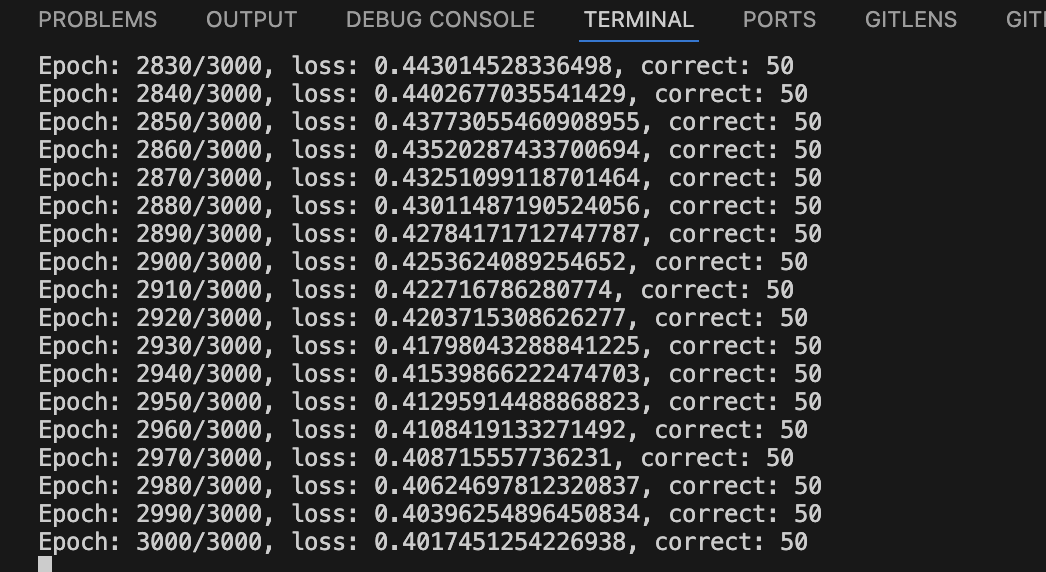 PROBLEMS OUTPUT DEBUG CONSOLE TERMINAL PORTS GITLENS
Epoch: 2830/3000, loss: 0.443014528336498, correct: 50
Epoch: 2840/3000, loss: 0.4402677035541429, correct: 50
Epoch: 2850/3000, loss: 0.43773055460908955, correct: 50
Epoch: 2860/3000, loss: 0.43520287433700694, correct: 50
Epoch: 2870/3000, loss: 0.43251099118701464, correct: 50
Epoch: 2880/3000, loss: 0.43011487190524056, correct: 50
Epoch: 2890/3000, loss: 0.42784171712747787, correct: 50
Epoch: 2900/3000, loss: 0.4253624089254652, correct: 50
Epoch: 2910/3000, loss: 0.422716786280774, correct: 50
Epoch: 2920/3000, loss: 0.4203715308626277, correct: 50
Epoch: 2930/3000, loss: 0.41798043288841225, correct: 50
Epoch: 2940/3000, loss: 0.41539866222474703, correct: 50
Epoch: 2950/3000, loss: 0.41295914488868823, correct: 50
Epoch: 2960/3000, loss: 0.4108419133271492, correct: 50
Epoch: 2970/3000, loss: 0.408715557736231, correct: 50
Epoch: 2980/3000, loss: 0.40624697812320837, correct: 50
Epoch: 2990/3000, loss: 0.40396254896450834, correct: 50
Epoch: 3000/3000, loss: 0.4017451254226938, correct: 50